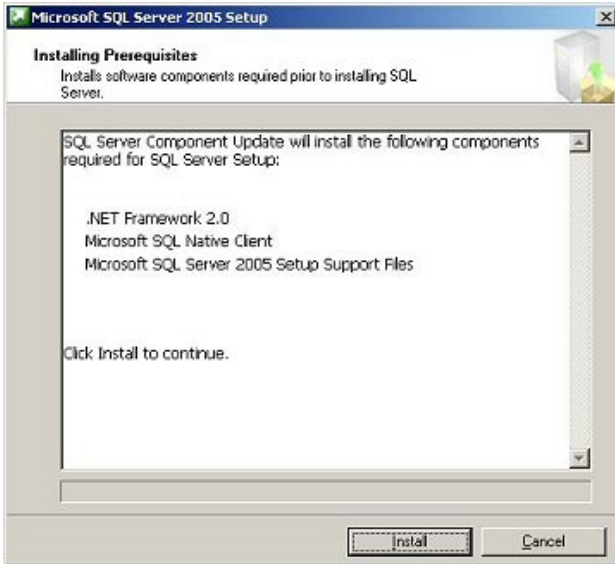 Microsoft SQL Server 2005 Setup
Installing Prerequisites
Installs software components required prior to installing SQL
Server.
SQL Server Component Update will install the following components
required for SQL Server Setup:
.NET Framework 2.0
Microsoft SQL Native Client
Microsoft SQL Server 2005 Setup Support Files
Click Install to continue.
Install
Cancel